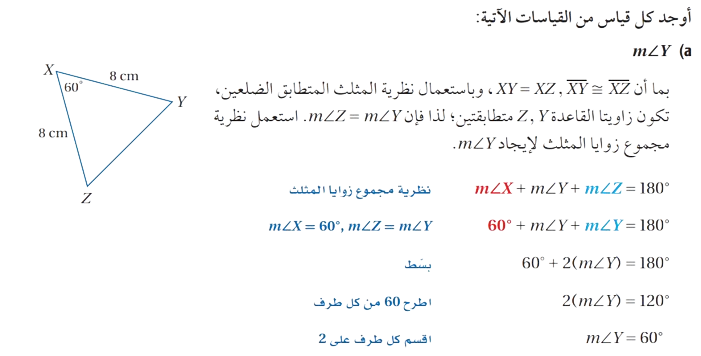 أوجد كل قياس من القياسات الآتية:
m∠Y (a
بما أن XY = XZ , XY ≅ XZ ، وباستعمال نظرية المثلث المتطابق الضلعين،
تكون زاويتا القاعدة Z, Y متطابقتين؛ لذا فإن m∠Z = m∠Y. استعمل نظرية
مجموع زوايا المثلث لإيجاد m∠Y.
X
8 cm
60°
Y
8 cm
Z
m∠X + m∠Y + m∠Z = 180° نظرية مجموع زوايا المثلث
60° + m∠Y + m∠Y = 180° m∠X = 60°, m∠Z = m∠Y
60° + 2(m∠Y) = 180° بسّط
2(m∠Y) = 120° اطرح 60 من كل طرف
m∠Y = 60° اقسم كل طرف على 2